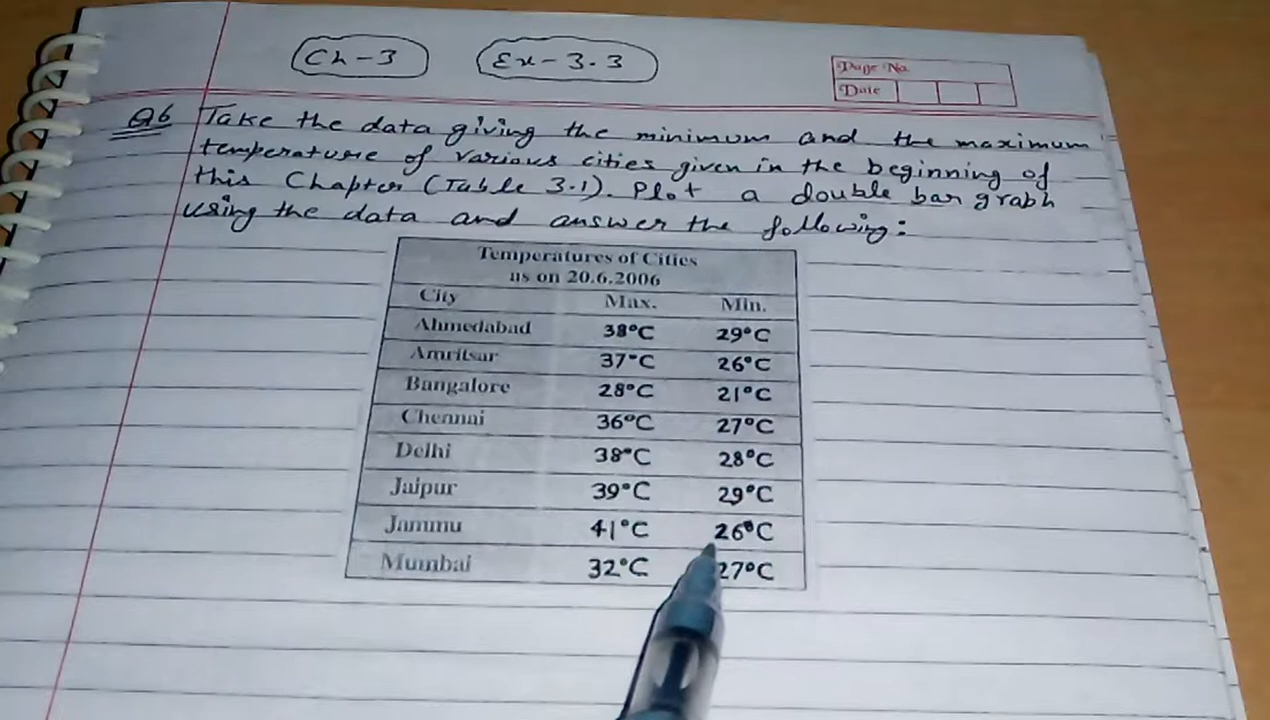 Ch-3 Ex-3.3
Page No.
Date
Q6 Take the data giving the minimum and the maximum
temperature of various cities given in the beginning of
this Chapter (Table 3.1). Plot a double bar graph
using the data and answer the following:
Temperatures of Cities
as on 20.6.2006
City Max. Min.
Ahmedabad 38°C 29°C
Amritsar 37°C 26°C
Bangalore 28°C 21°C
Chennai 36°C 27°C
Delhi 38°C 28°C
Jaipur 39°C 29°C
Jammu 41°C 26°C
Mumbai 32°C 27°C